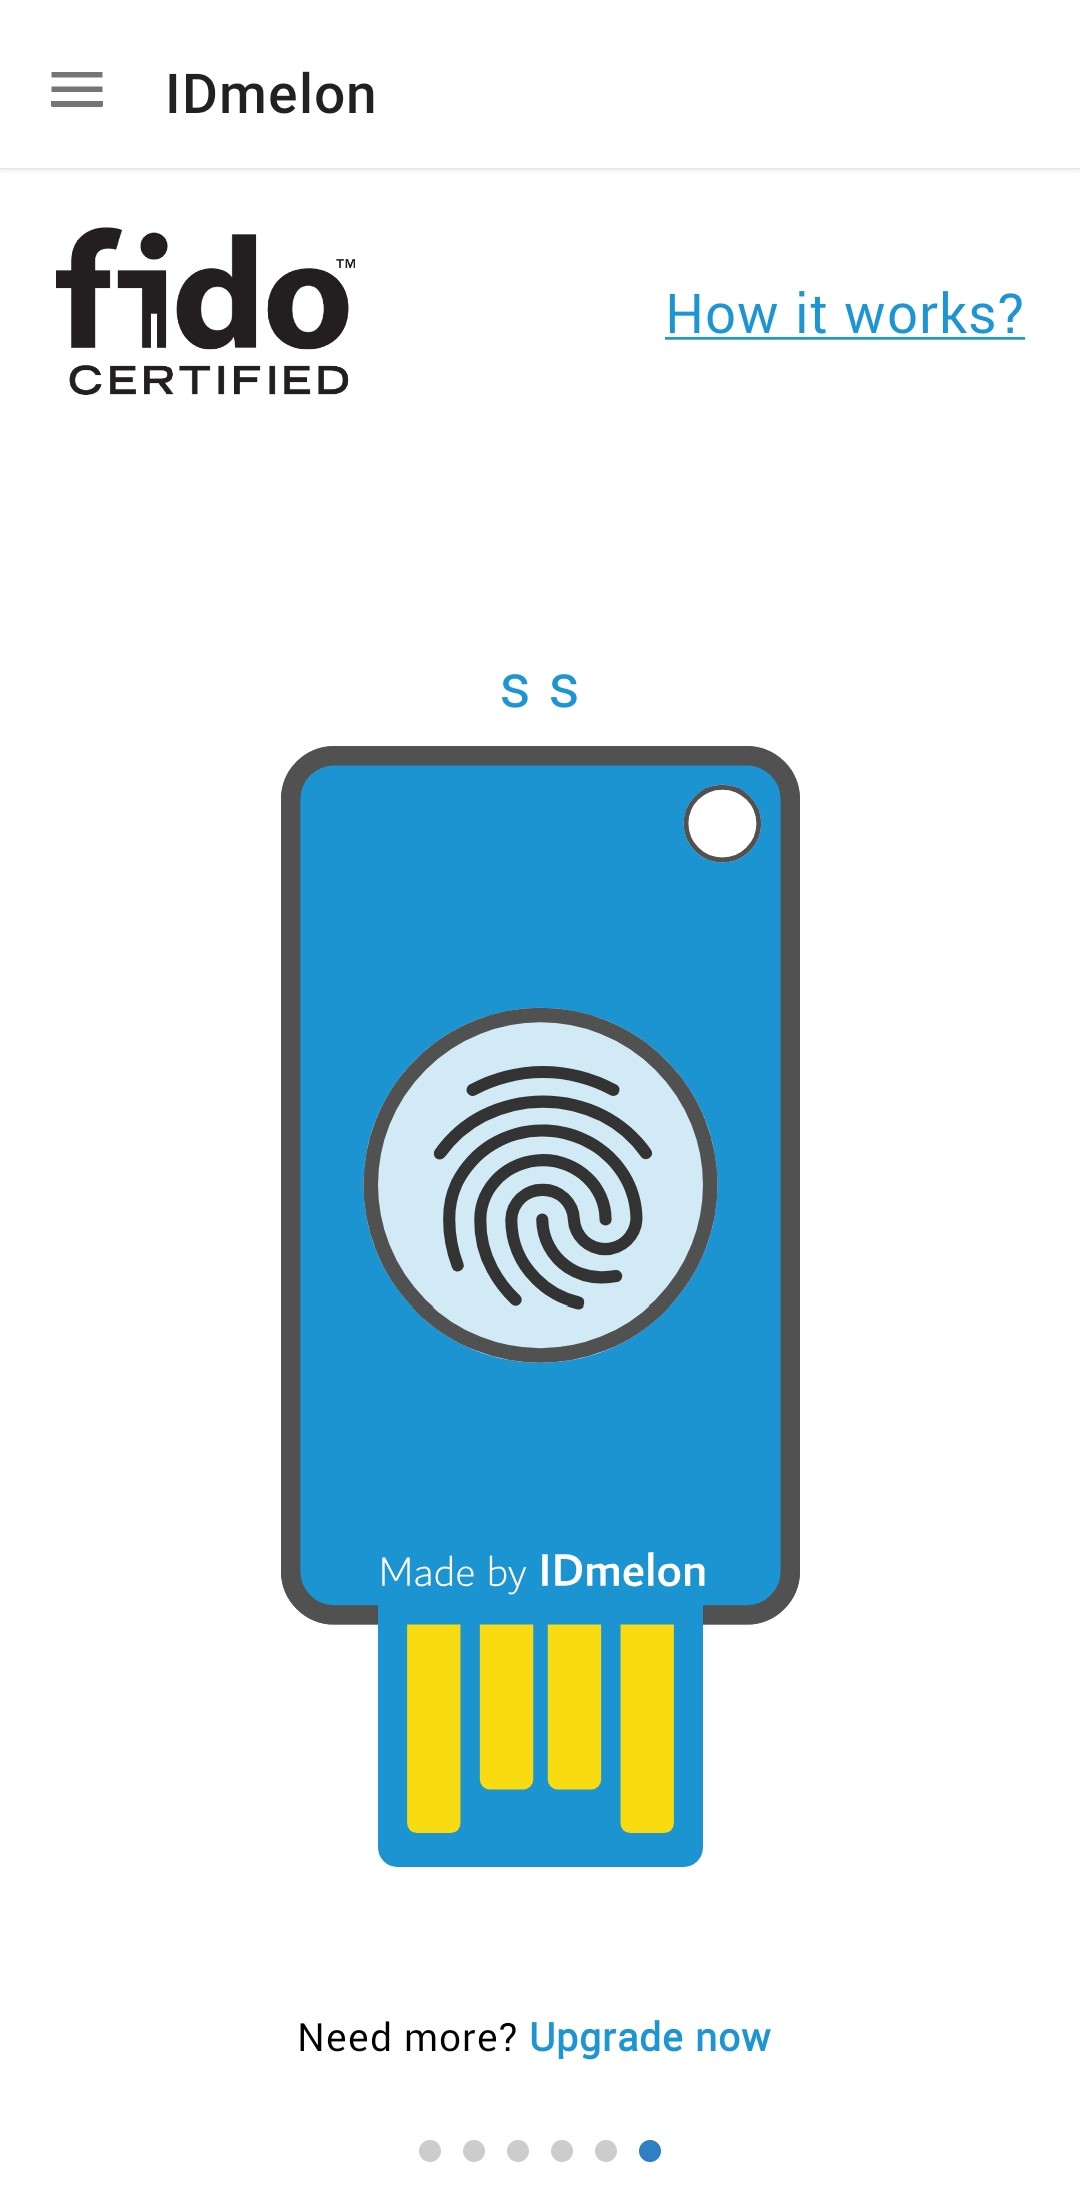 IDmelon
fido™
CERTIFIED
How it works?
s s
Made by IDmelon
Need more? Upgrade now